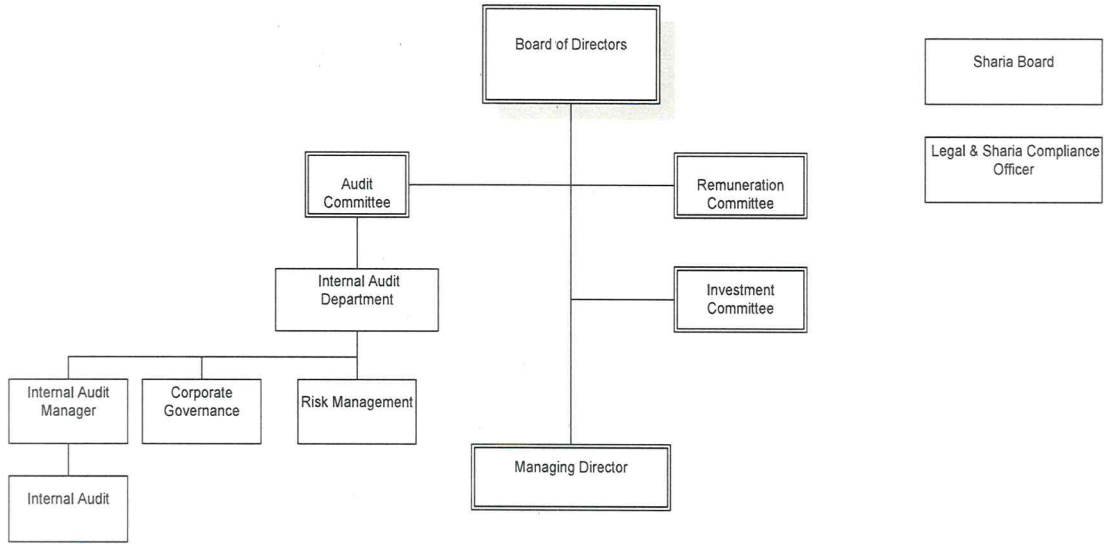 Board of Directors
Sharia Board
Legal & Sharia Compliance
Officer
Audit
Committee
Remuneration
Committee
Internal Audit
Department
Investment
Committee
Internal Audit
Manager
Corporate
Governance
Risk Management
Managing Director
Internal Audit